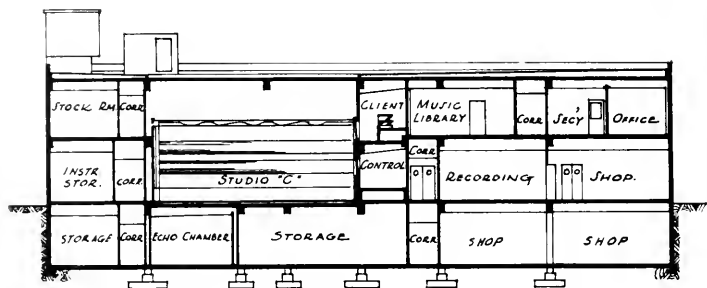 STOCK RM.
CORR
CLIENT
MUSIC
LIBRARY
CORR
SEC'Y
OFFICE
INSTR
STOR.
CORR.
STUDIO "C"
CONTROL
CORR
RECORDING
SHOP.
STORAGE
CORR
ECHO CHAMBER
STORAGE
CORR
SHOP
SHOP